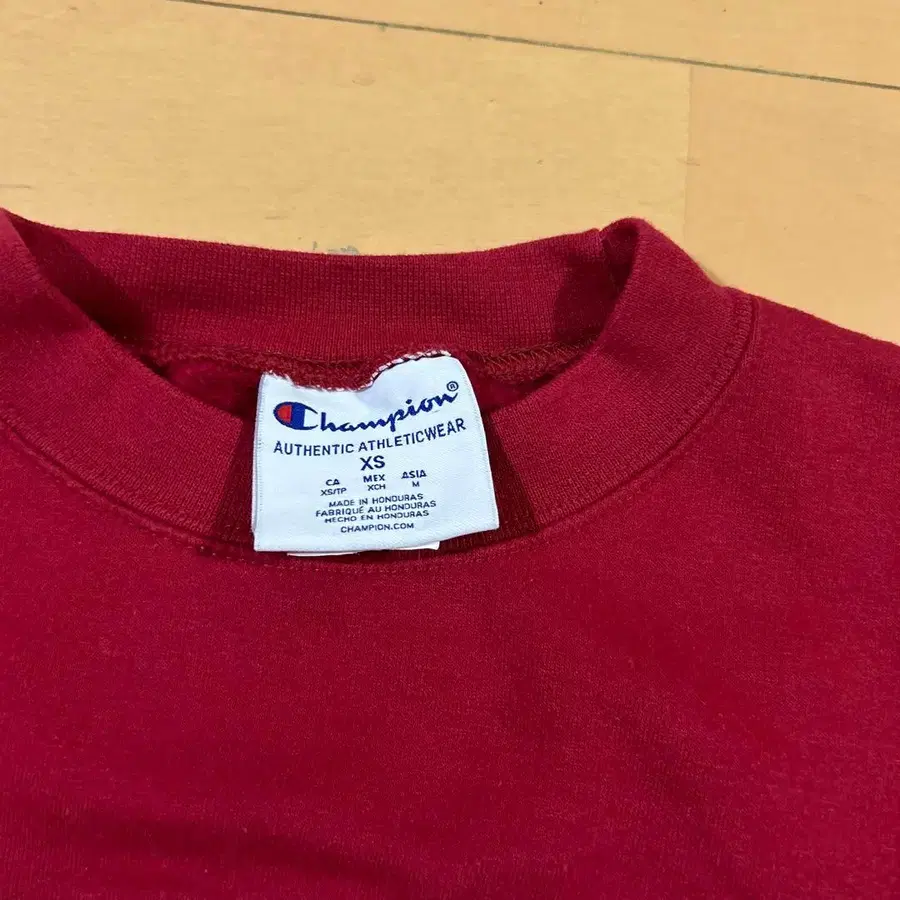 Champion®
AUTHENTIC ATHLETICWEAR
XS
CA MEX ASIA
XS/TP XCH M
MADE IN HONDURAS
FABRIQUÉ AU HONDURAS
HECHO EN HONDURAS
CHAMPION.COM